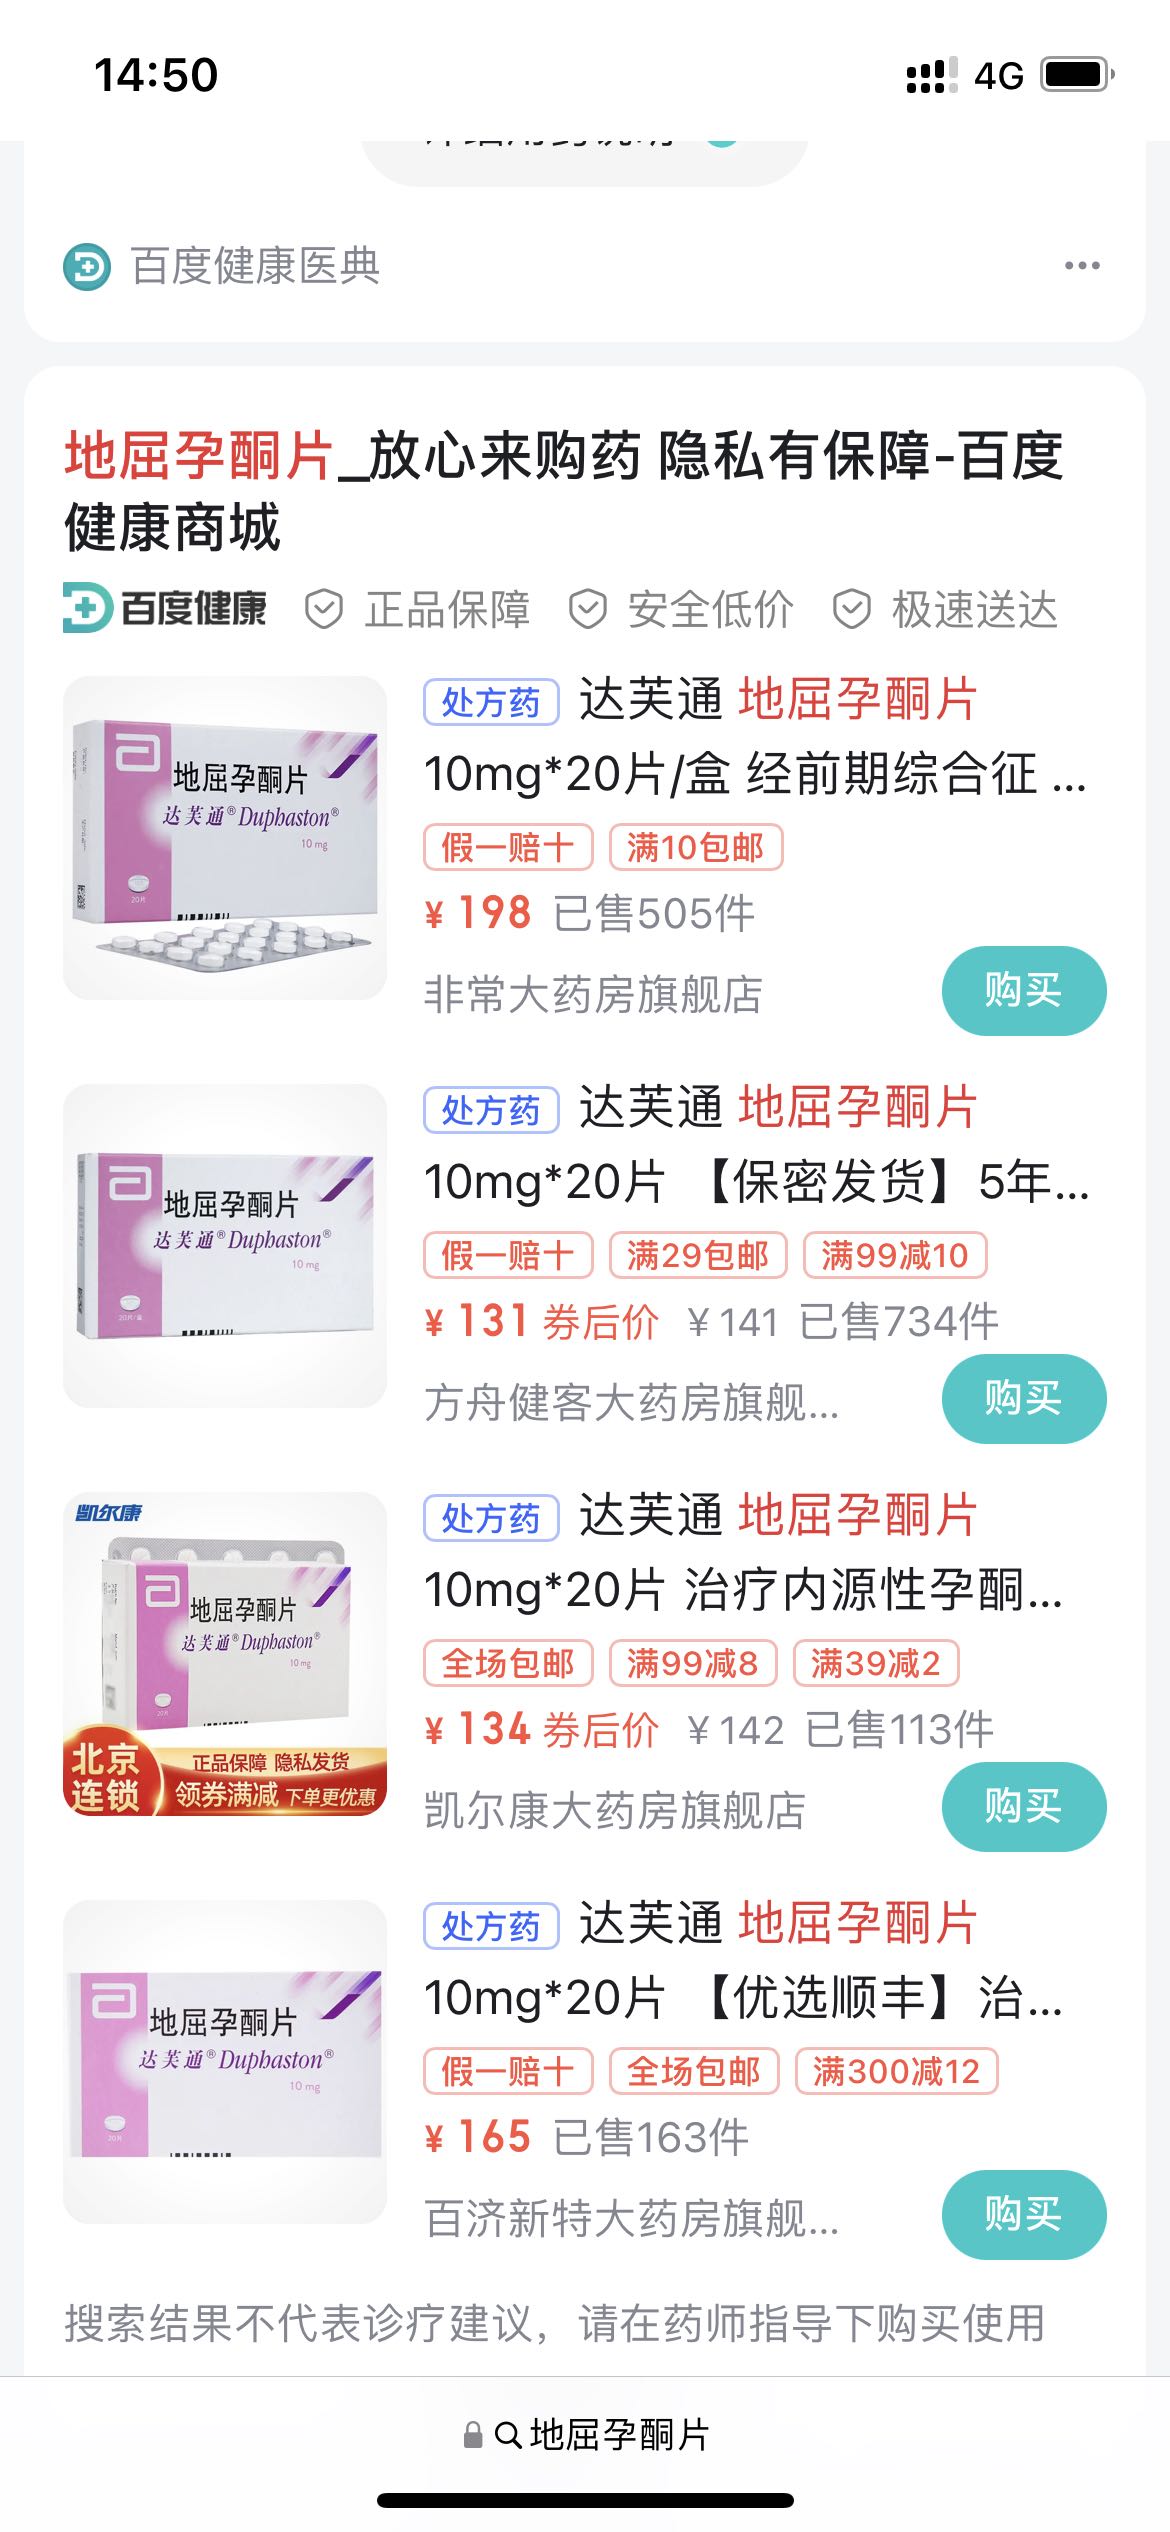 14:50
4G
百度健康医典
地屈孕酮片_放心来购药 隐私有保障-百度
健康商城
百度健康 正品保障 安全低价 极速送达
地屈孕酮片
达芙通®Duphaston®
10 mg
20片
处方药 达芙通 地屈孕酮片
10mg*20片/盒 经前期综合征 ...
假一赔十 满10包邮
¥ 198 已售505件
非常大药房旗舰店
购买
地屈孕酮片
达芙通®Duphaston®
10 mg
20片/盒
处方药 达芙通 地屈孕酮片
10mg*20片 【保密发货】5年...
假一赔十 满29包邮 满99减10
¥ 131 券后价 ¥ 141 已售734件
方舟健客大药房旗舰...
购买
凯尔康
地屈孕酮片
达芙通®Duphaston®
10 mg
20片
北京
连锁
正品保障 隐私发货
领券满减 下单更优惠
处方药 达芙通 地屈孕酮片
10mg*20片 治疗内源性孕酮...
全场包邮 满99减8 满39减2
¥ 134 券后价 ¥ 142 已售113件
凯尔康大药房旗舰店
购买
地屈孕酮片
达芙通®Duphaston®
10 mg
20片
处方药 达芙通 地屈孕酮片
10mg*20片 【优选顺丰】治...
假一赔十 全场包邮 满300减12
¥ 165 已售163件
百济新特大药房旗舰...
购买
搜索结果不代表诊疗建议，请在药师指导下购买使用
地屈孕酮片